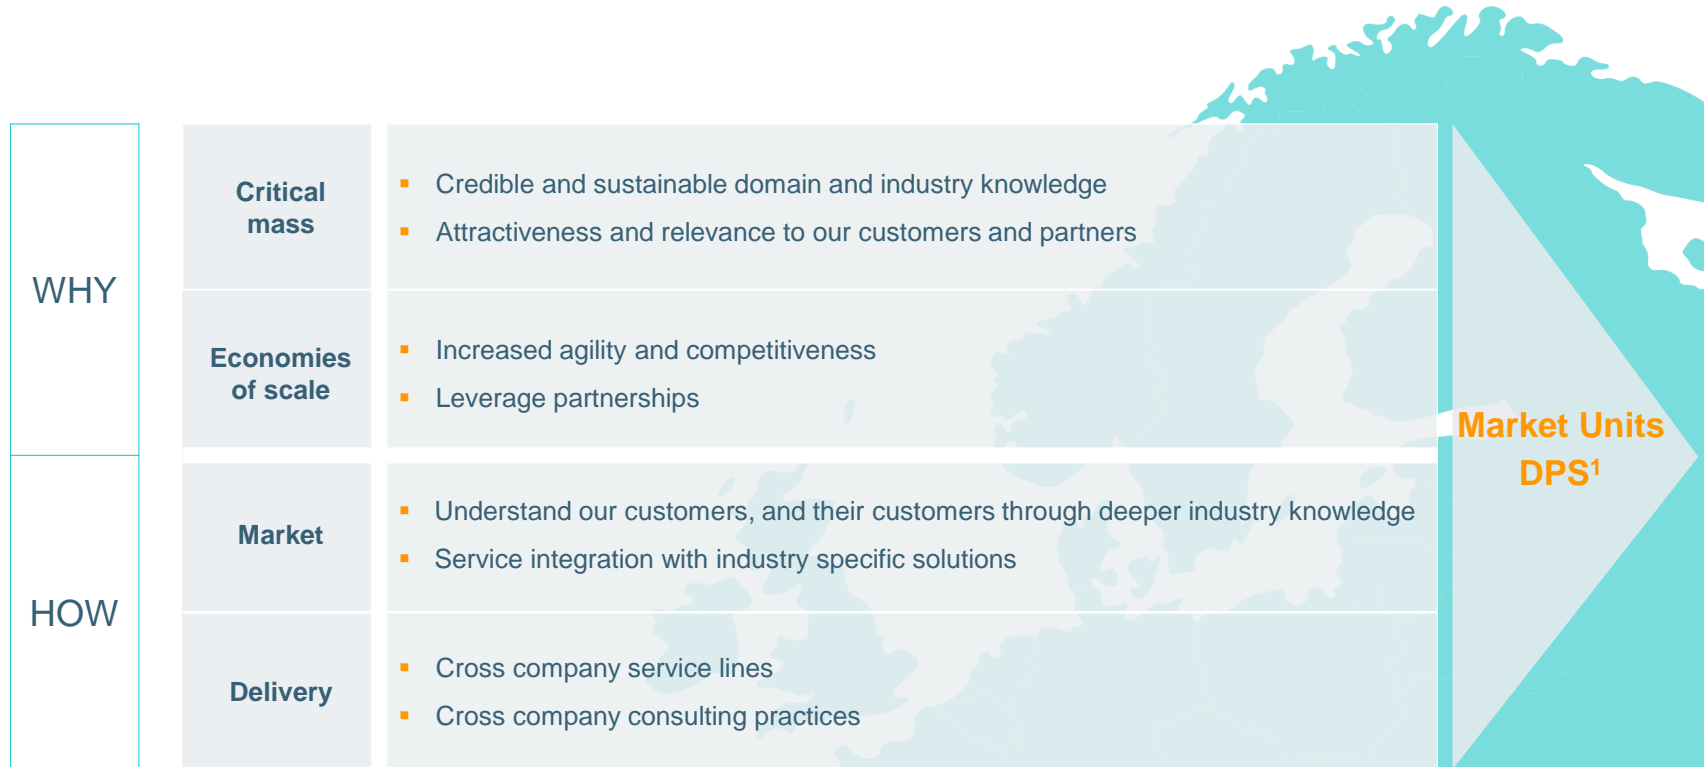 WHY
Critical
mass
▪ Credible and sustainable domain and industry knowledge
▪ Attractiveness and relevance to our customers and partners
Economies
of scale
▪ Increased agility and competitiveness
▪ Leverage partnerships
HOW
Market
▪ Understand our customers, and their customers through deeper industry knowledge
▪ Service integration with industry specific solutions
Delivery
▪ Cross company service lines
▪ Cross company consulting practices
Market Units
DPS¹